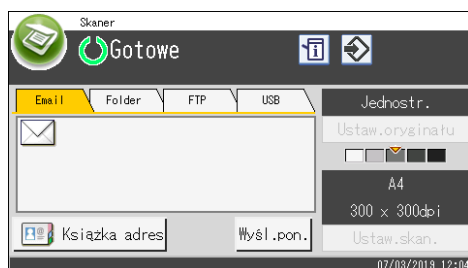 Skaner
Gotowe
Email Folder FTP USB
Jednostr.
Ustaw.oryginału
A4
300 × 300dpi
Książka adres
Wyśl.pon.
Ustaw.skan.
07/03/2019 12:04